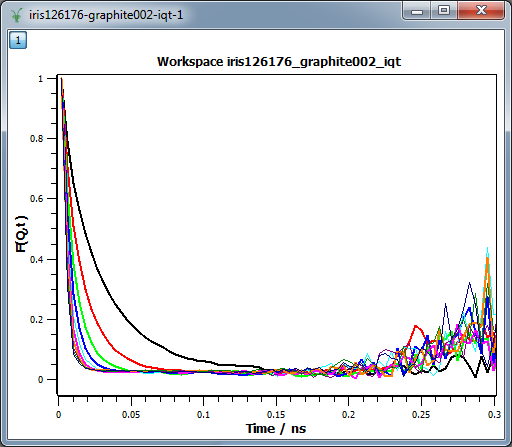 iris126176-graphite002-iqt-1
1
Workspace iris126176_graphite002_iqt
1
0.8
0.6
0.4
0.2
0
F(Q,t)
0 0.05 0.1 0.15 0.2 0.25 0.3
Time / ns